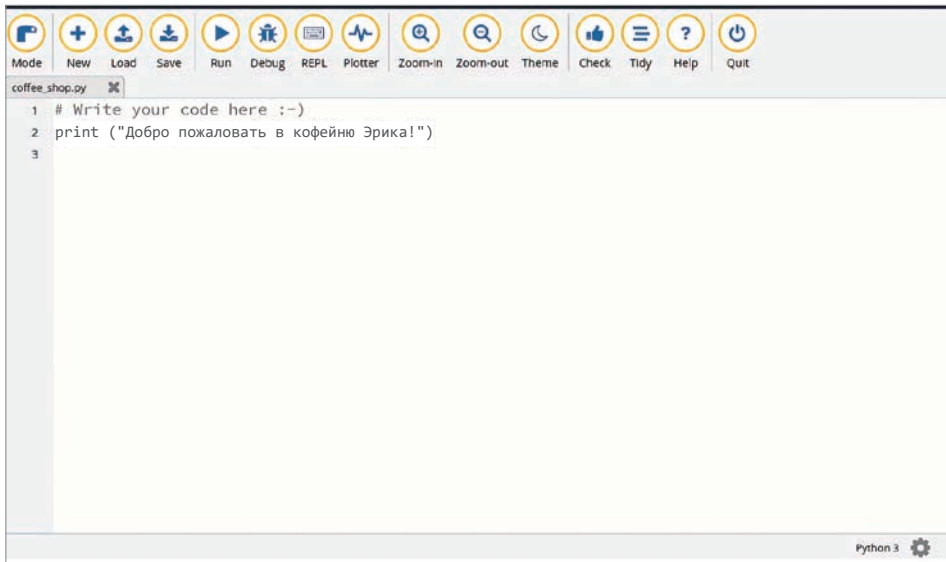 Mode New Load Save Run Debug REPL Plotter Zoom-in Zoom-out Theme Check Tidy Help Quit
coffee_shop.py
1 # Write your code here :-)
2 print ("Добро пожаловать в кофейню Эрика!")
3
Python 3